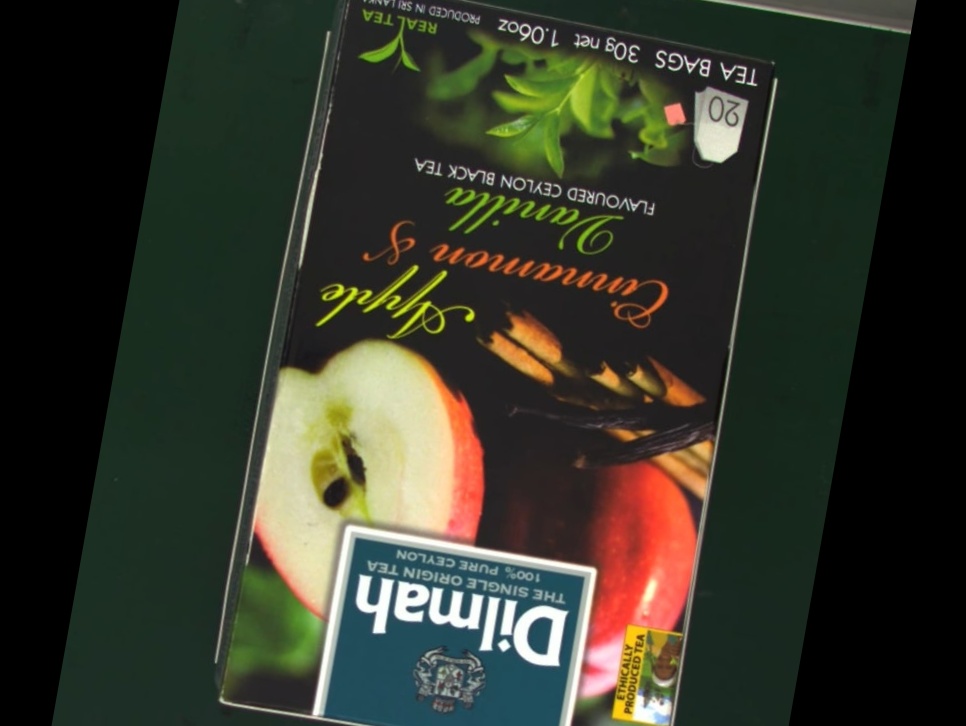 Dilmah
THE SINGLE ORIGIN TEA
100% PURE CEYLON
ETHICALLY
PRODUCED TEA
Apple
Cinnamon &
Vanilla
FLAVOURED CEYLON BLACK TEA
20
TEA BAGS 30g net 1.06oz
REAL TEA
PRODUCED IN SRI LANKA